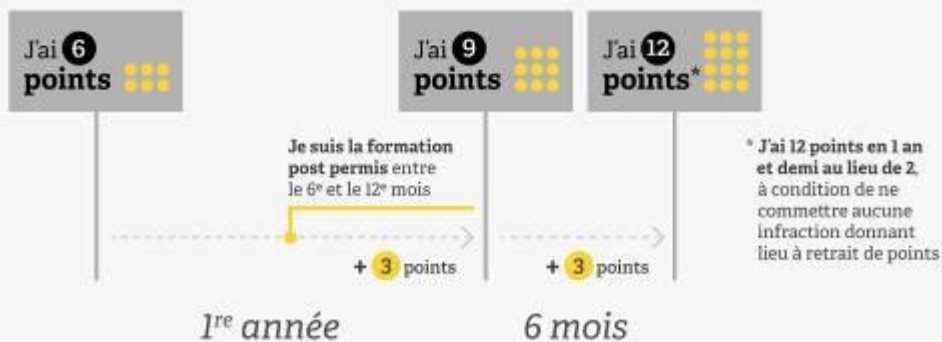 J'ai 6
points
J'ai 9
points
J'ai 12
points*
Je suis la formation
post permis entre
le 6e et le 12e mois
* J'ai 12 points en 1 an
et demi au lieu de 2,
à condition de ne
commettre aucune
infraction donnant
lieu à retrait de points
+ 3 points
+ 3 points
1re année
6 mois